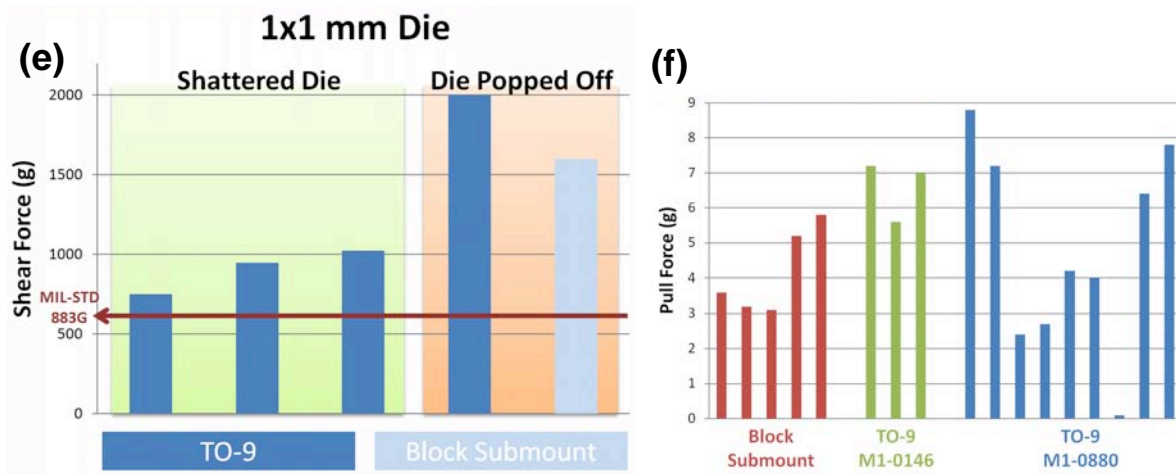 1x1 mm Die
(e)
Shattered Die
Die Popped Off
2000
1500
1000
500
0
Shear Force (g)
MIL-STD
883G
TO-9
Block Submount
(f)
9
8
7
6
5
4
3
2
1
0
Pull Force (g)
Block
Submount
TO-9
M1-0146
TO-9
M1-0880